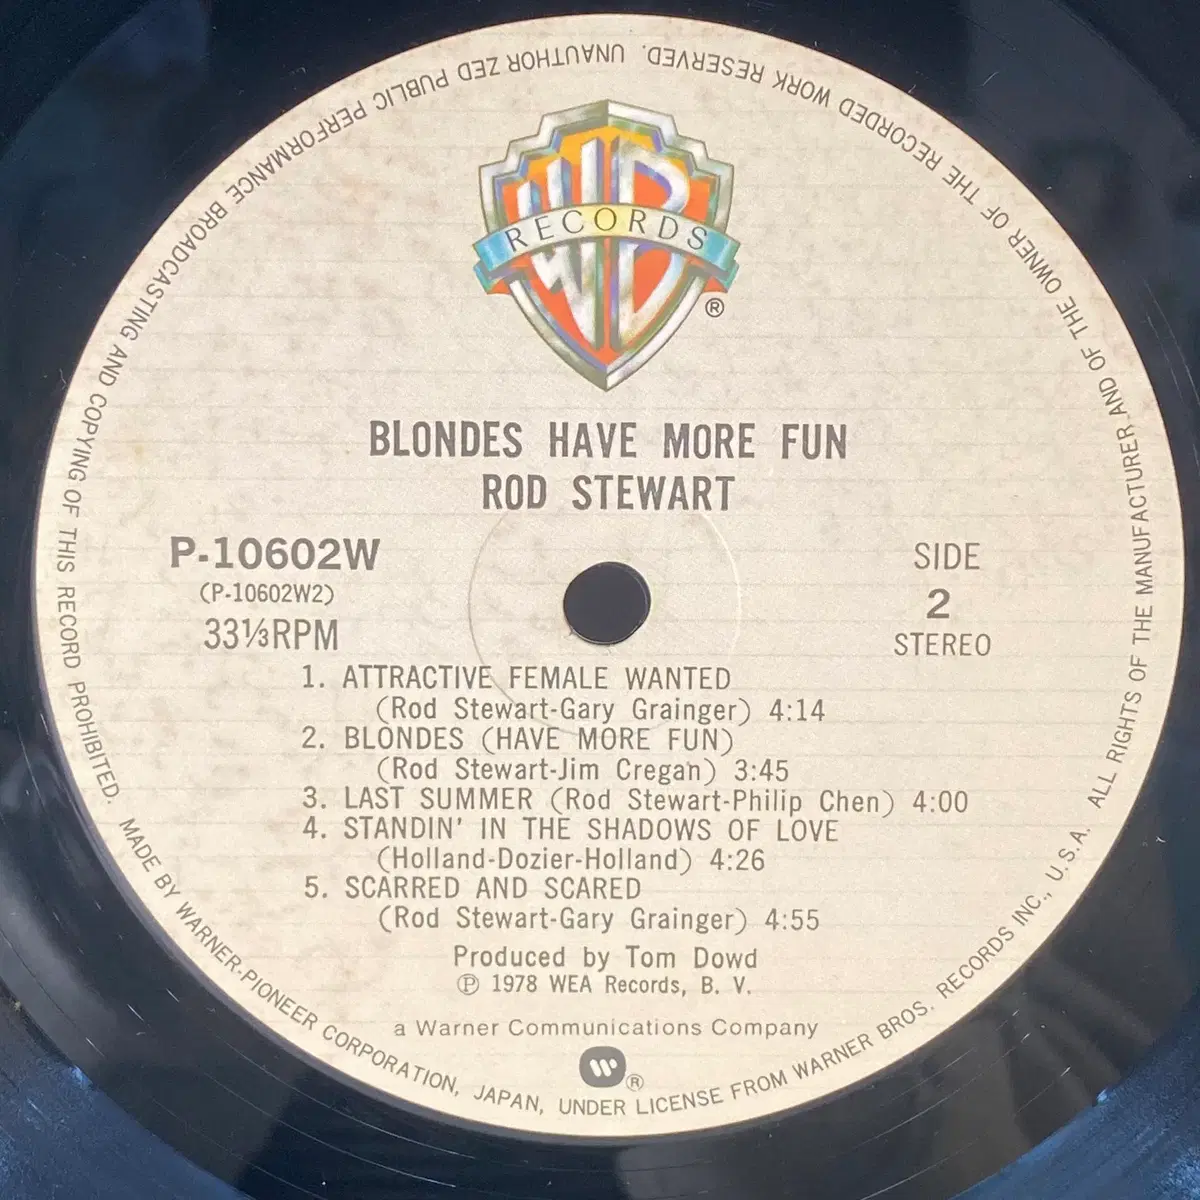 RECORDS
®
BLONDES HAVE MORE FUN
ROD STEWART
P-10602W
(P-10602W2)
33⅓RPM
SIDE
2
STEREO
1. ATTRACTIVE FEMALE WANTED
(Rod Stewart-Gary Grainger) 4:14
2. BLONDES (HAVE MORE FUN)
(Rod Stewart-Jim Cregan) 3:45
3. LAST SUMMER (Rod Stewart-Philip Chen) 4:00
4. STANDIN' IN THE SHADOWS OF LOVE
(Holland-Dozier-Holland) 4:26
5. SCARRED AND SCARED
(Rod Stewart-Gary Grainger) 4:55
Produced by Tom Dowd
℗ 1978 WEA Records, B. V.
a Warner Communications Company
®
MADE BY WARNER-PIONEER CORPORATION, JAPAN, UNDER LICENSE FROM WARNER BROS. RECORDS INC., U.S.A. ALL RIGHTS OF THE MANUFACTURER AND OF THE OWNER OF THE RECORDED WORK RESERVED. UNAUTHOR ZED PUBLIC PERFORMANCE BROADCASTING AND COPYING OF THIS RECORD PROHIBITED.